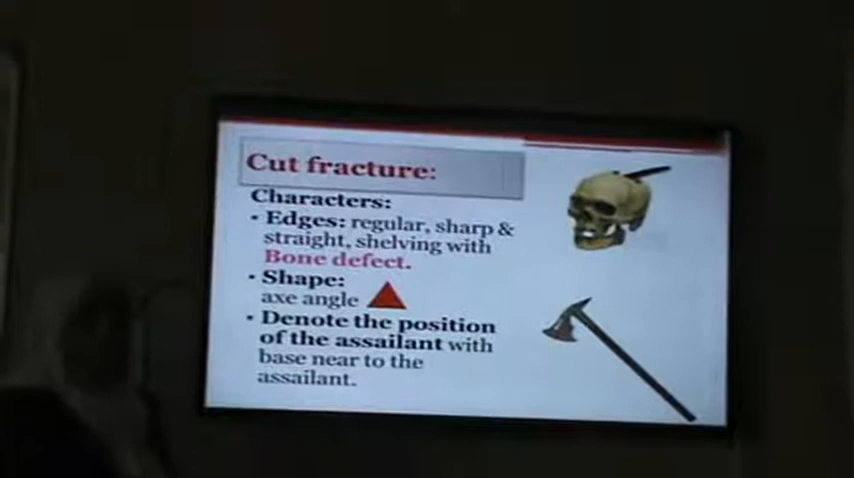 Cut fracture:
Characters:
• Edges: regular, sharp &
straight, shelving with
Bone defect.
• Shape:
axe angle
• Denote the position
of the assailant with
base near to the
assailant.